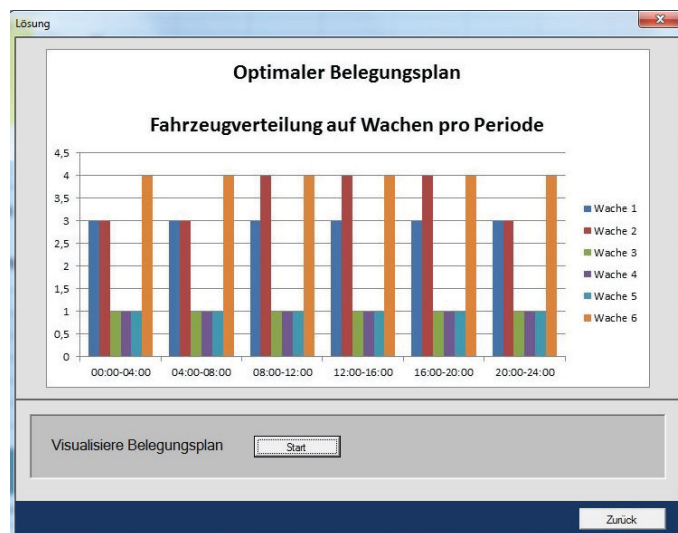 Lösung
Optimaler Belegungsplan
Fahrzeugverteilung auf Wachen pro Periode
4,5
4
3,5
3
2,5
2
1,5
1
0,5
0
00:00-04:00 04:00-08:00 08:00-12:00 12:00-16:00 16:00-20:00 20:00-24:00
Wache 1
Wache 2
Wache 3
Wache 4
Wache 5
Wache 6
Visualisiere Belegungsplan Start
Zurück